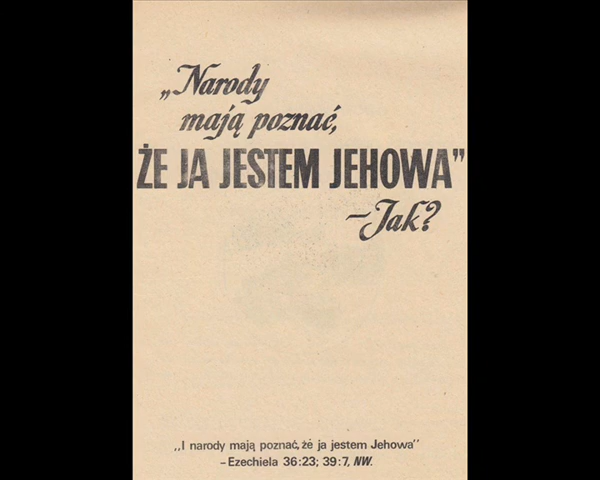 „Narody
mają poznać,
ŻE JA JESTEM JEHOWA”
—Jak?
„I narody mają poznać, że ja jestem Jehowa”
–Ezechiela 36:23; 39:7, NW.